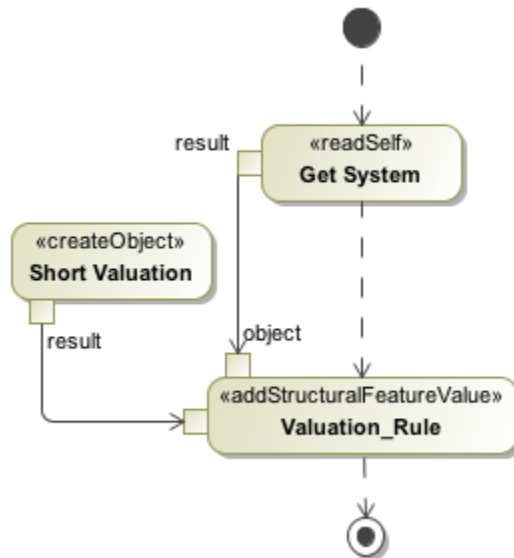 result
«readSelf»
Get System
«createObject»
Short Valuation
result
object
«addStructuralFeatureValue»
Valuation_Rule